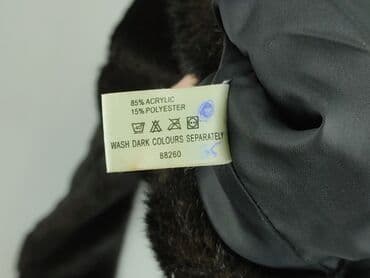 85% ACRYLIC
15% POLYESTER
WASH DARK COLOURS SEPARATELY
88260